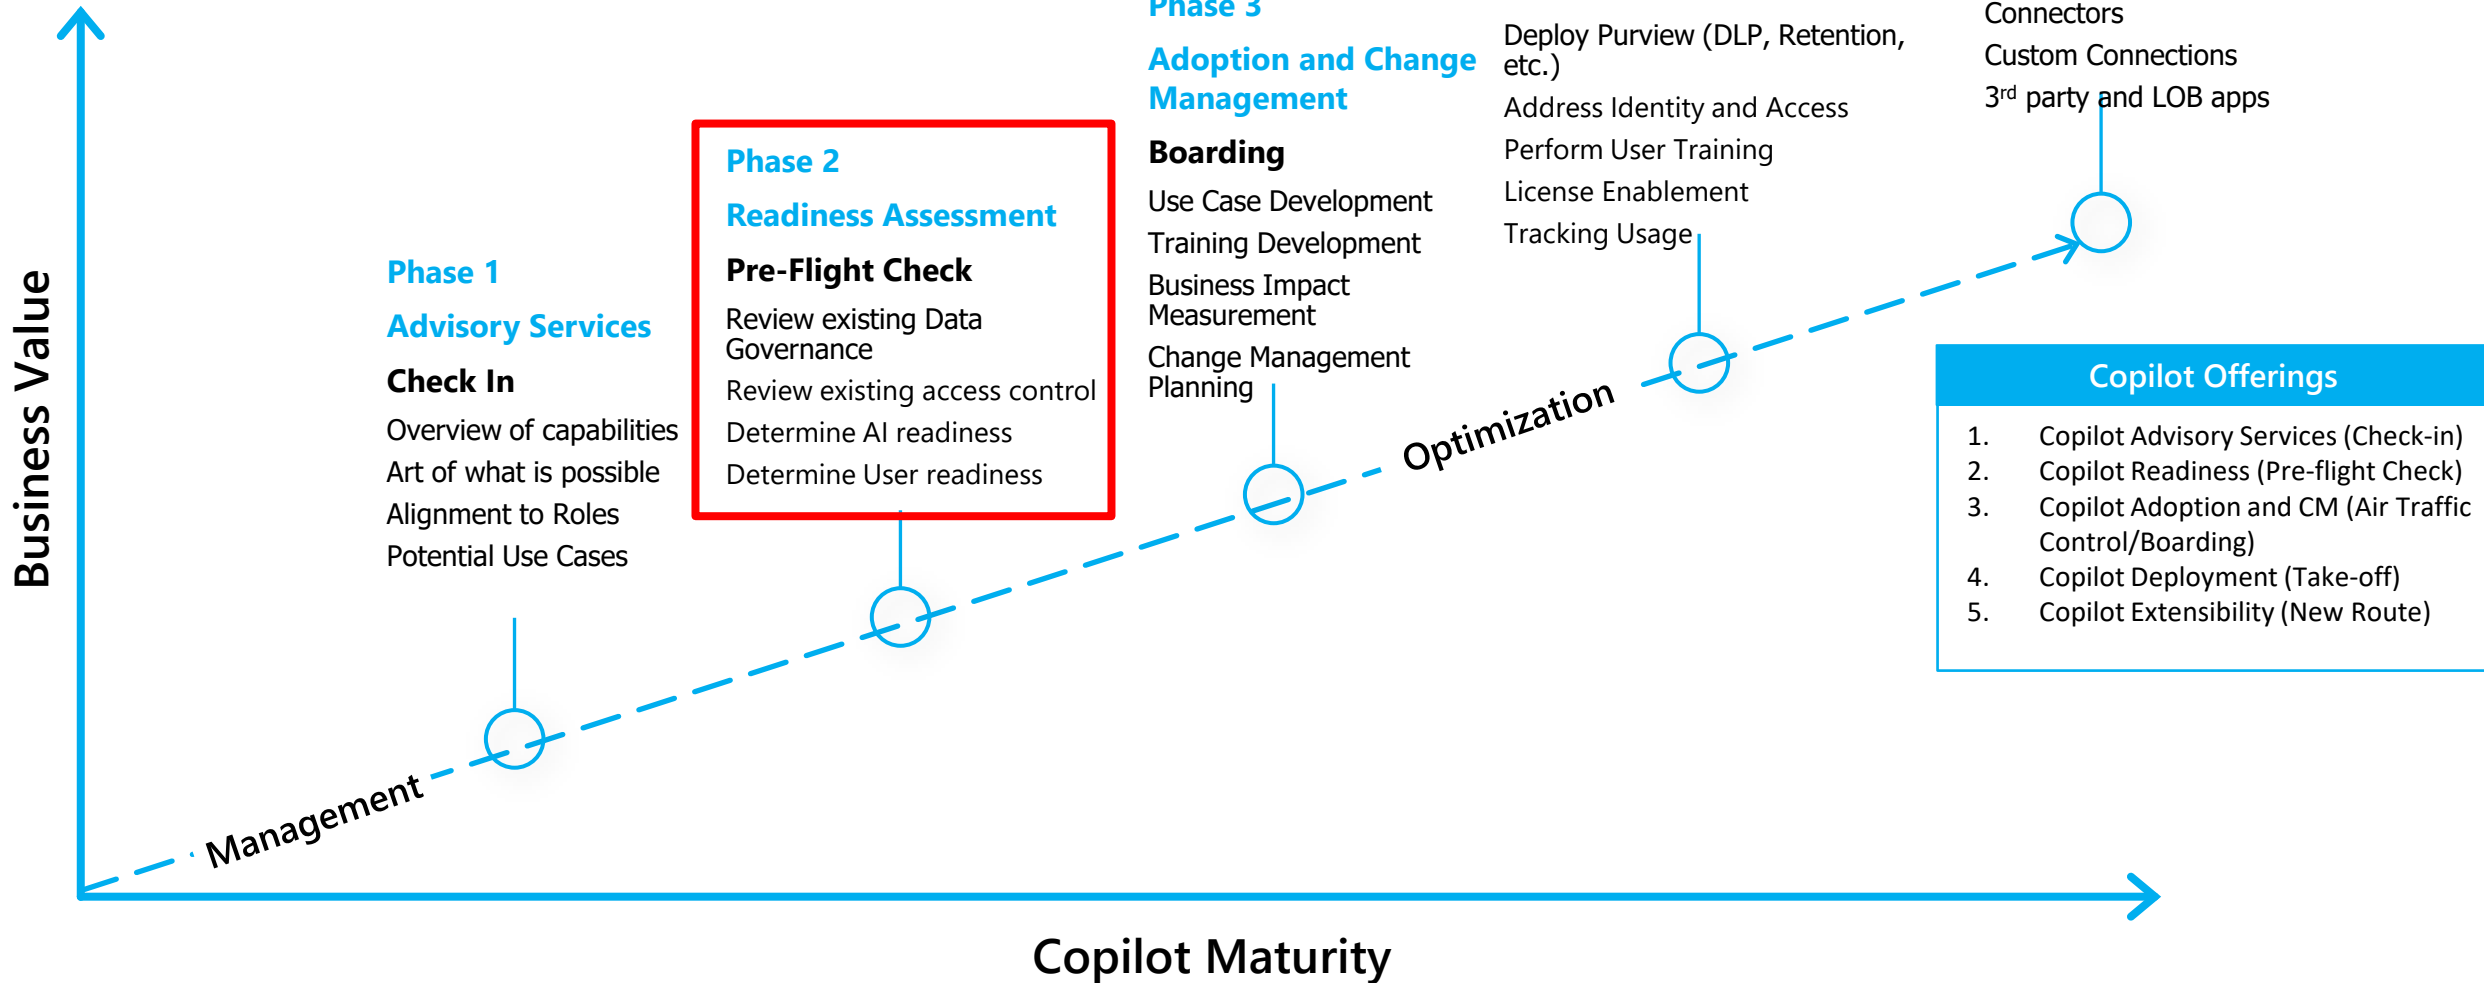 Business Value
Phase 1
Advisory Services
Check In
Overview of capabilities
Art of what is possible
Alignment to Roles
Potential Use Cases
Phase 2
Readiness Assessment
Pre-Flight Check
Review existing Data
Governance
Review existing access control
Determine AI readiness
Determine User readiness
Phase 3
Adoption and Change
Management
Boarding
Use Case Development
Training Development
Business Impact
Measurement
Change Management
Planning
Deploy Purview (DLP, Retention,
etc.)
Address Identity and Access
Perform User Training
License Enablement
Tracking Usage
Connectors
Custom Connections
3rd party and LOB apps
Management
Optimization
Copilot Offerings
1. Copilot Advisory Services (Check-in)
2. Copilot Readiness (Pre-flight Check)
3. Copilot Adoption and CM (Air Traffic
Control/Boarding)
4. Copilot Deployment (Take-off)
5. Copilot Extensibility (New Route)
Copilot Maturity